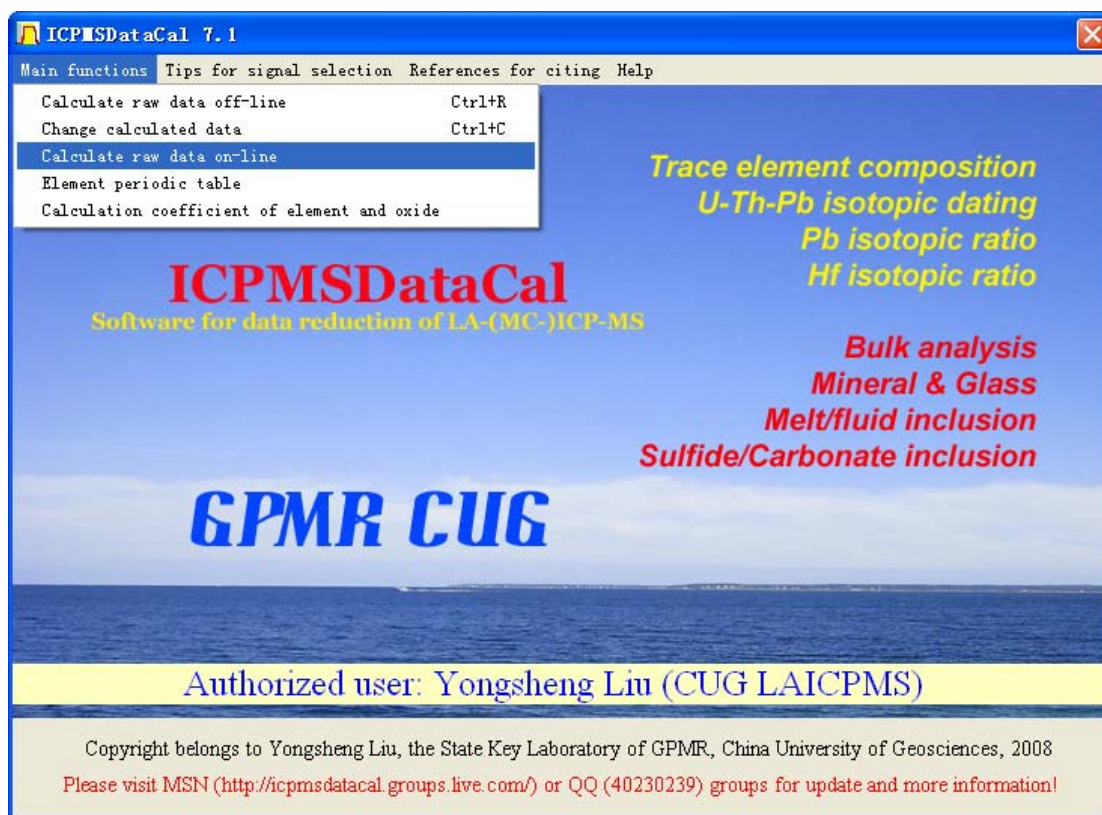 ICPMSDataCal 7.1
Main functions Tips for signal selection References for citing Help
Calculate raw data off-line Ctrl+R
Change calculated data Ctrl+C
Calculate raw data on-line
Element periodic table
Calculation coefficient of element and oxide
Trace element composition
U-Th-Pb isotopic dating
Pb isotopic ratio
Hf isotopic ratio
ICPMSDataCal
Software for data reduction of LA-(MC-)ICP-MS
Bulk analysis
Mineral & Glass
Melt/fluid inclusion
Sulfide/Carbonate inclusion
GPMR CUG
Authorized user: Yongsheng Liu (CUG LAICPMS)
Copyright belongs to Yongsheng Liu, the State Key Laboratory of GPMR, China University of Geosciences, 2008
Please visit MSN (http://icpmsdatacal.groups.live.com/) or QQ (40230239) groups for update and more information!